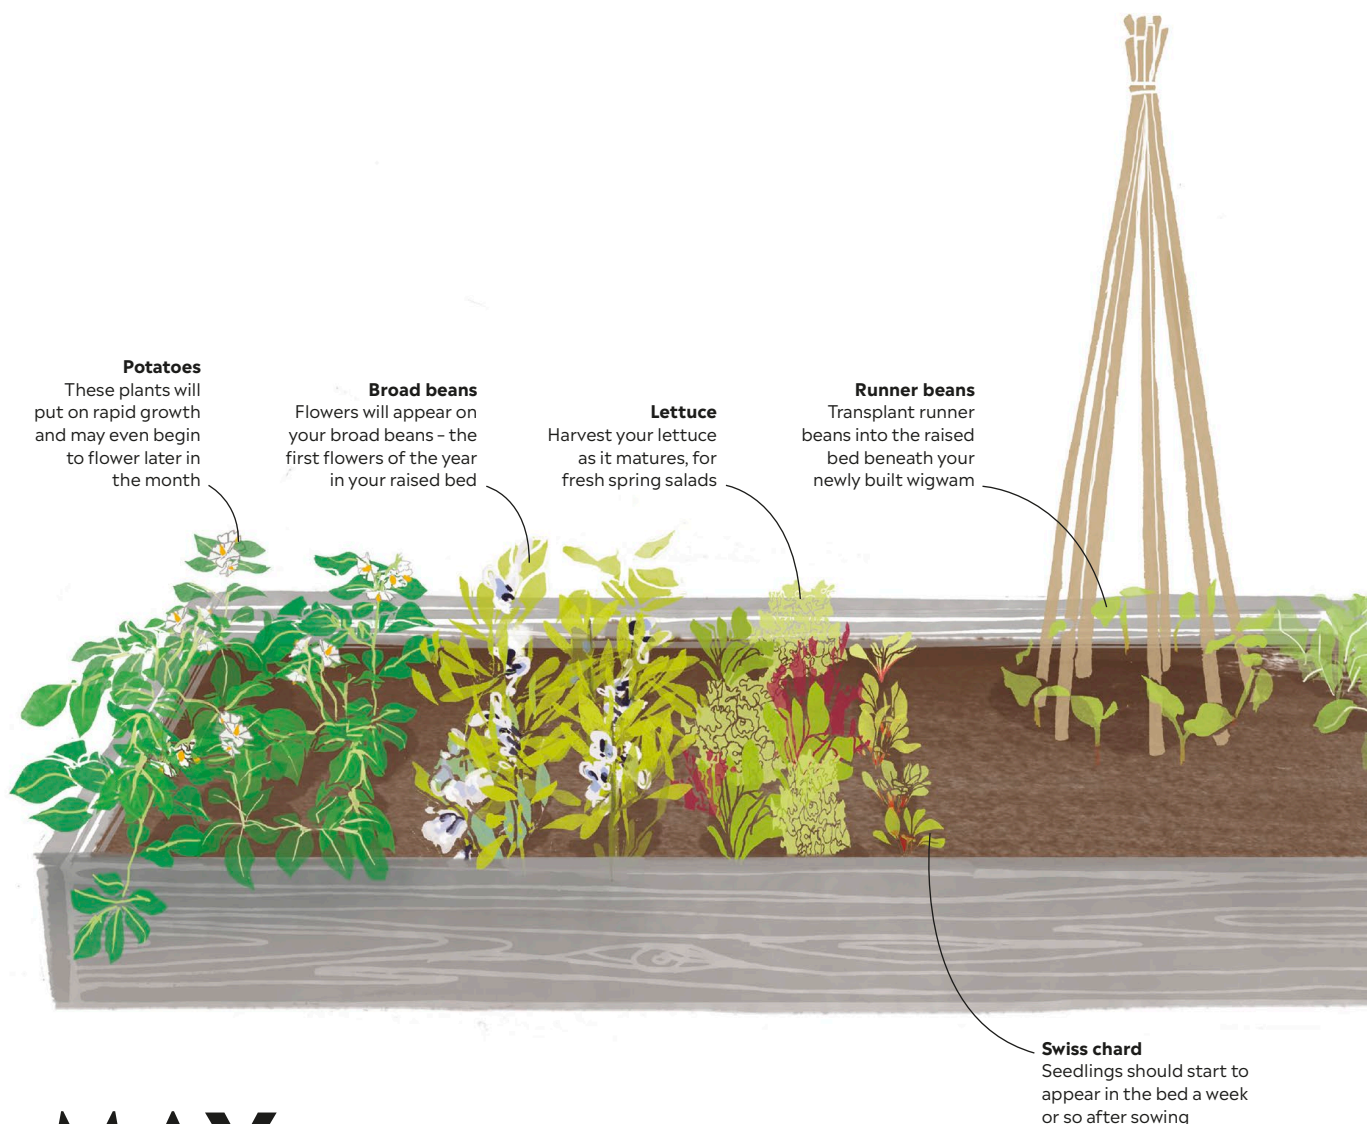 Potatoes
These plants will
put on rapid growth
and may even begin
to flower later in
the month
Broad beans
Flowers will appear on
your broad beans – the
first flowers of the year
in your raised bed
Lettuce
Harvest your lettuce
as it matures, for
fresh spring salads
Runner beans
Transplant runner
beans into the raised
bed beneath your
newly built wigwam
Swiss chard
Seedlings should start to
appear in the bed a week
or so after sowing
MAY